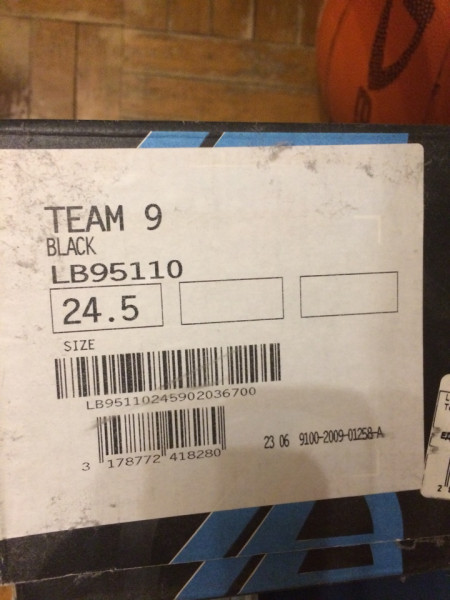 TEAM 9
BLACK
LB95110
24.5
SIZE
LB95110245902036700
23 06 9100-2009-01258-A
3 178772 418280